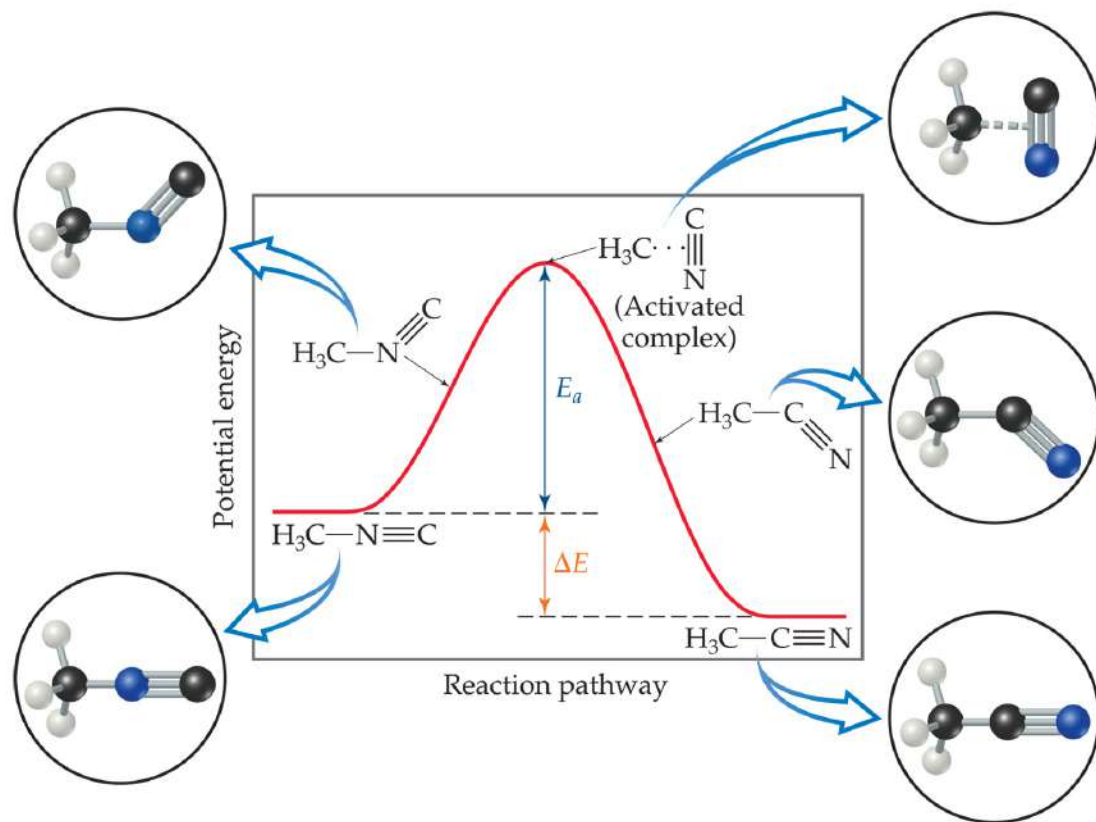 H₃C···C≡N
(Activated
complex)
H₃C—N≡C
Potential energy
Eₐ
H₃C—C≡N
H₃C—N≡C
ΔE
H₃C—C≡N
Reaction pathway